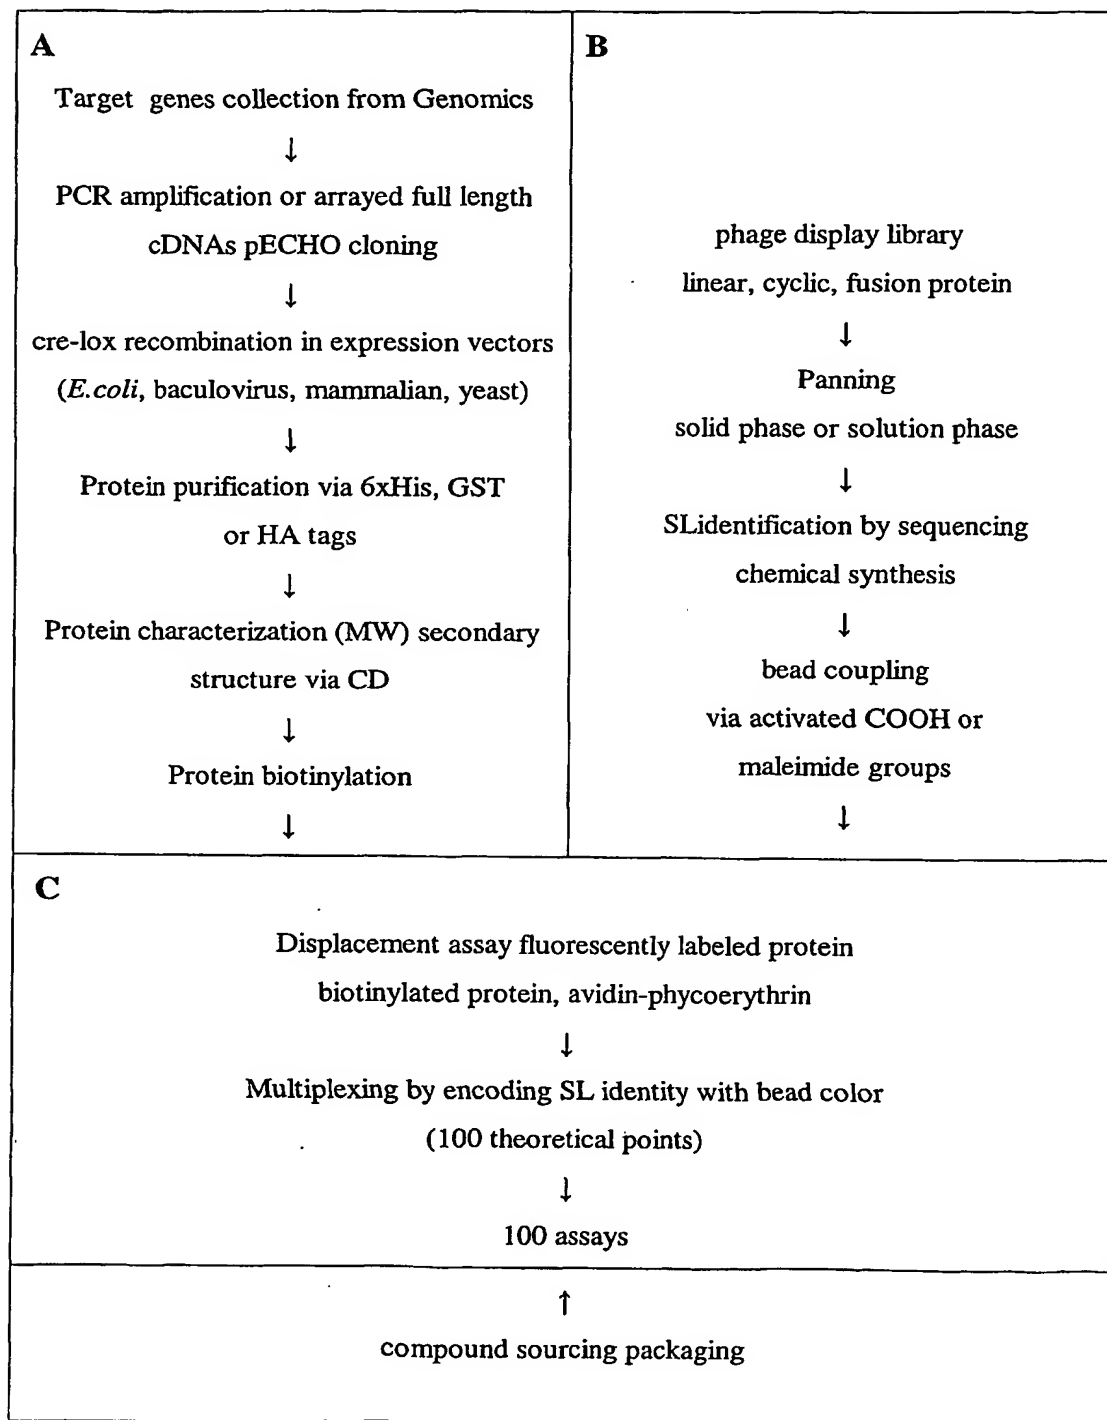 A
Target genes collection from Genomics
↓
PCR amplification or arrayed full length
cDNAs pECHO cloning
↓
cre-lox recombination in expression vectors
(E.coli, baculovirus, mammalian, yeast)
↓
Protein purification via 6xHis, GST
or HA tags
↓
Protein characterization (MW) secondary
structure via CD
↓
Protein biotinylation
↓
B
phage display library
linear, cyclic, fusion protein
↓
Panning
solid phase or solution phase
↓
SLidentification by sequencing
chemical synthesis
↓
bead coupling
via activated COOH or
maleimide groups
↓
C
Displacement assay fluorescently labeled protein
biotinylated protein, avidin-phycoerythrin
↓
Multiplexing by encoding SL identity with bead color
(100 theoretical points)
↓
100 assays
↑
compound sourcing packaging